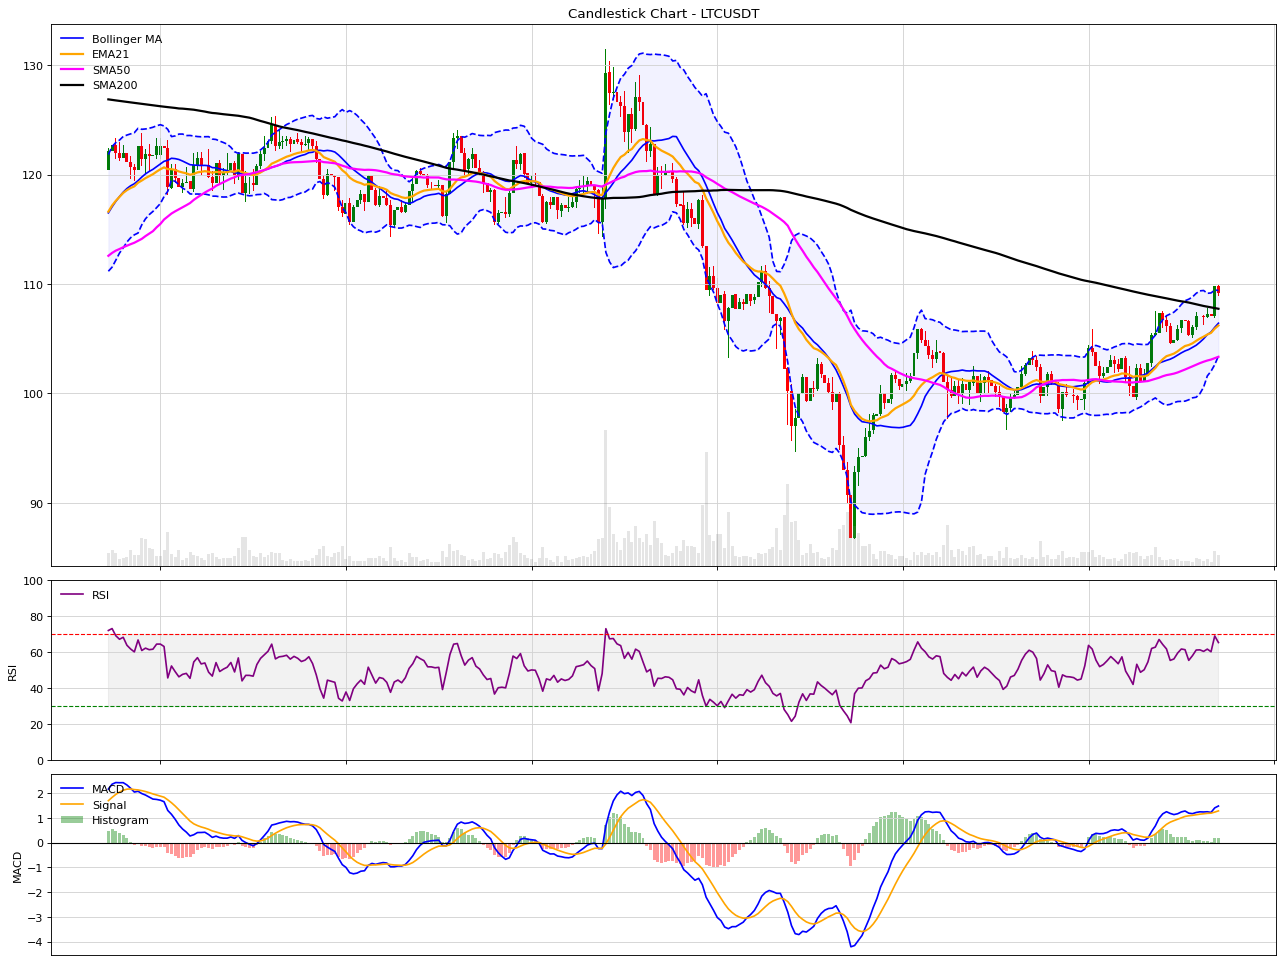 Candlestick Chart - LTCUSDT
Bollinger MA
EMA21
SMA50
SMA200
130
120
110
100
90
RSI
100
80
60
40
20
0
RSI
MACD
Signal
Histogram
2
1
0
−1
−2
−3
−4
MACD